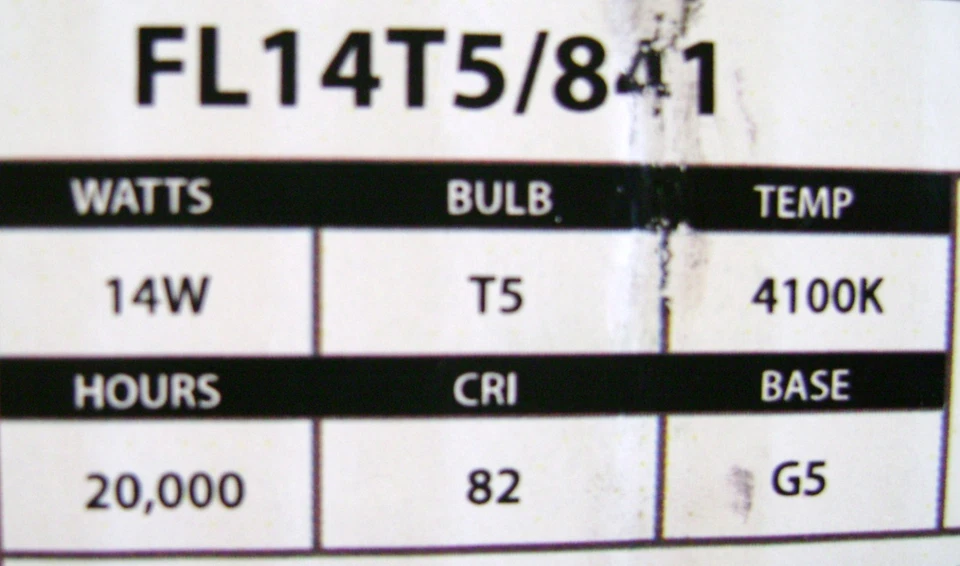 FL14T5/841
WATTS BULB TEMP
14W T5 4100K
HOURS CRI BASE
20,000 82 G5